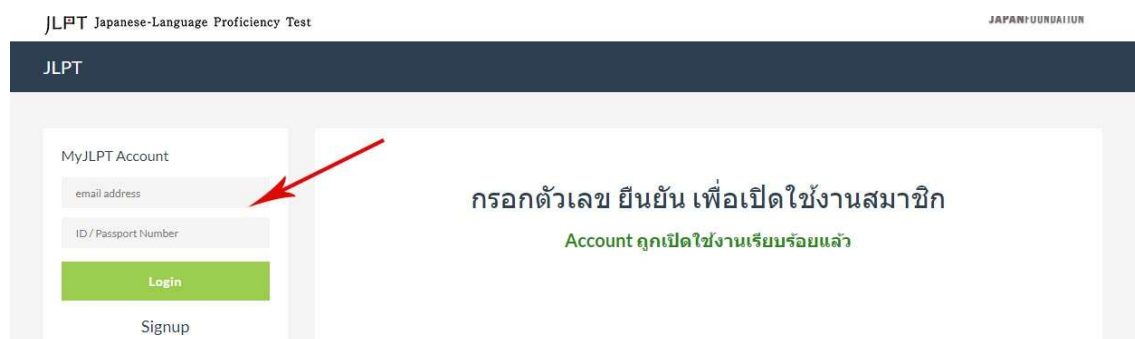 JLPT Japanese-Language Proficiency Test
JAPANFOUNDATION
JLPT
MyJLPT Account
email address
ID / Passport Number
Login
Signup
กรอกตัวเลข ยืนยัน เพื่อเปิดใช้งานสมาชิก
Account ถูกเปิดใช้งานเรียบร้อยแล้ว